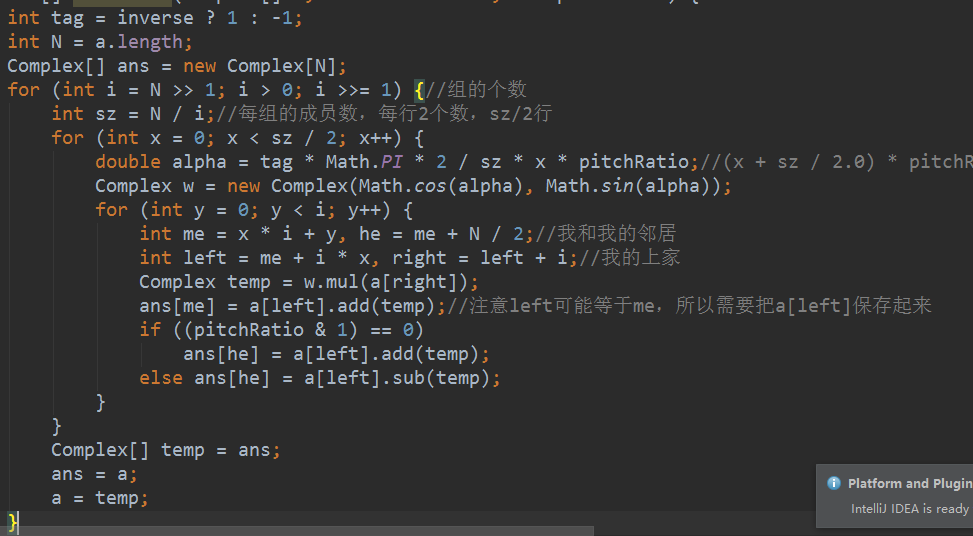 int tag = inverse ? 1 : -1;
int N = a.length;
Complex[] ans = new Complex[N];
for (int i = N >> 1; i > 0; i >>= 1) {//组的个数
    int sz = N / i;//每组的成员数，每行2个数，sz/2行
    for (int x = 0; x < sz / 2; x++) {
        double alpha = tag * Math.PI * 2 / sz * x * pitchRatio;//(x + sz / 2.0) * pitchR
        Complex w = new Complex(Math.cos(alpha), Math.sin(alpha));
        for (int y = 0; y < i; y++) {
            int me = x * i + y, he = me + N / 2;//我和我的邻居
            int left = me + i * x, right = left + i;//我的上家
            Complex temp = w.mul(a[right]);
            ans[me] = a[left].add(temp);//注意left可能等于me，所以需要把a[left]保存起来
            if ((pitchRatio & 1) == 0)
                ans[he] = a[left].add(temp);
            else ans[he] = a[left].sub(temp);
        }
    }
    Complex[] temp = ans;
    ans = a;
    a = temp;
}
Platform and Plugin
IntelliJ IDEA is ready